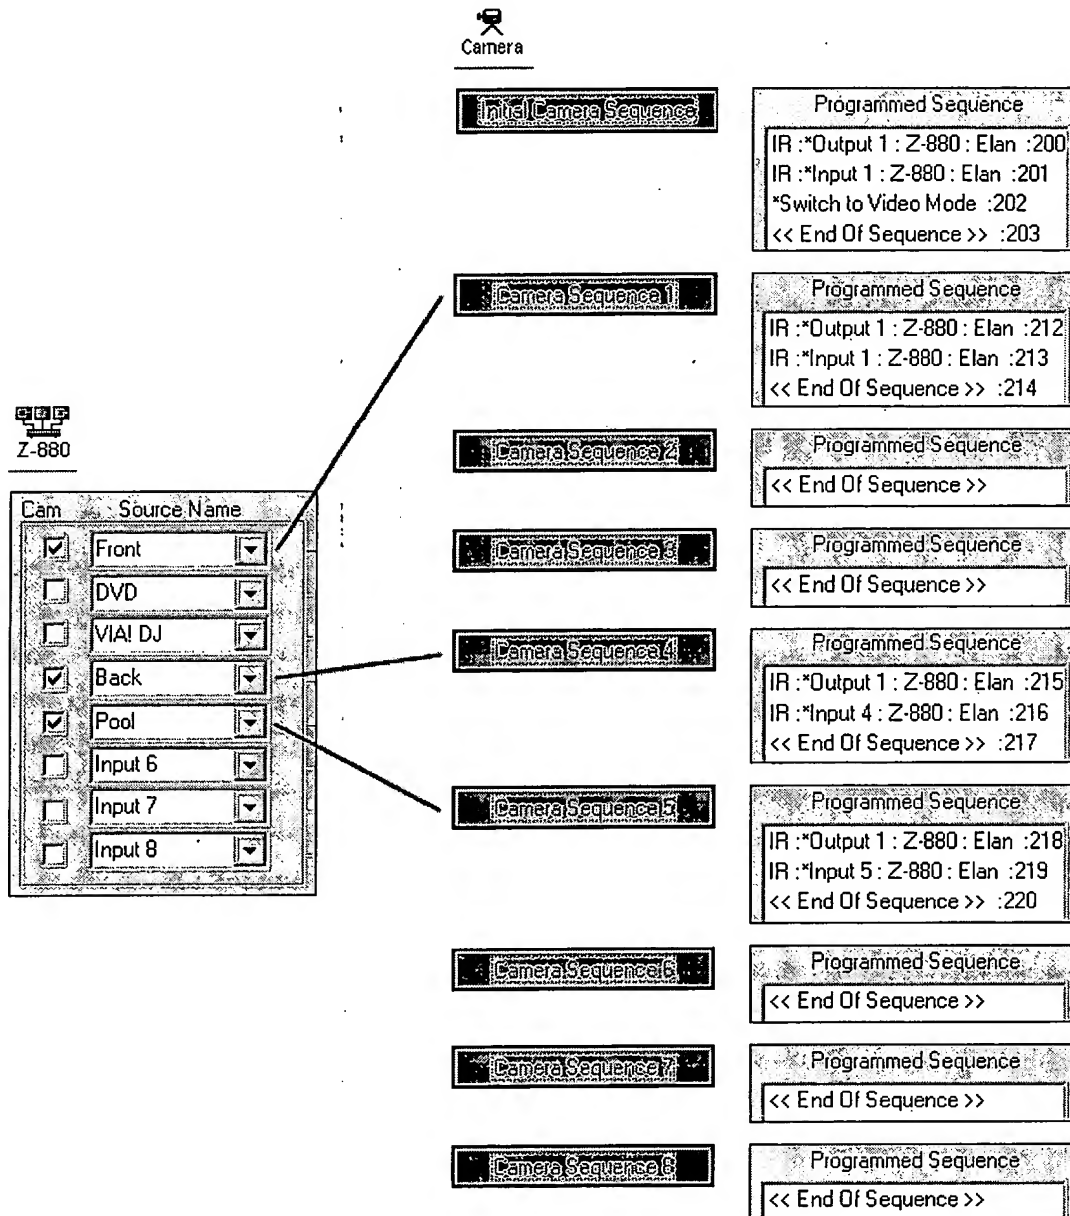 Camera
Initial Camera Sequence
Programmed Sequence
IR :*Output 1 : Z-880 : Elan :200
IR :*Input 1 : Z-880 : Elan :201
*Switch to Video Mode :202
<< End Of Sequence >> :203
Camera Sequence 1
Programmed Sequence
IR :*Output 1 : Z-880 : Elan :212
IR :*Input 1 : Z-880 : Elan :213
<< End Of Sequence >> :214
Z-880
Cam Source Name
Front
DVD
VIA! DJ
Back
Pool
Input 6
Input 7
Input 8
Camera Sequence 2
Programmed Sequence
<< End Of Sequence >>
Camera Sequence 3
Programmed Sequence
<< End Of Sequence >>
Camera Sequence 4
Programmed Sequence
IR :*Output 1 : Z-880 : Elan :215
IR :*Input 4 : Z-880 : Elan :216
<< End Of Sequence >> :217
Camera Sequence 5
Programmed Sequence
IR :*Output 1 : Z-880 : Elan :218
IR :*Input 5 : Z-880 : Elan :219
<< End Of Sequence >> :220
Camera Sequence 6
Programmed Sequence
<< End Of Sequence >>
Camera Sequence 7
Programmed Sequence
<< End Of Sequence >>
Camera Sequence 8
Programmed Sequence
<< End Of Sequence >>